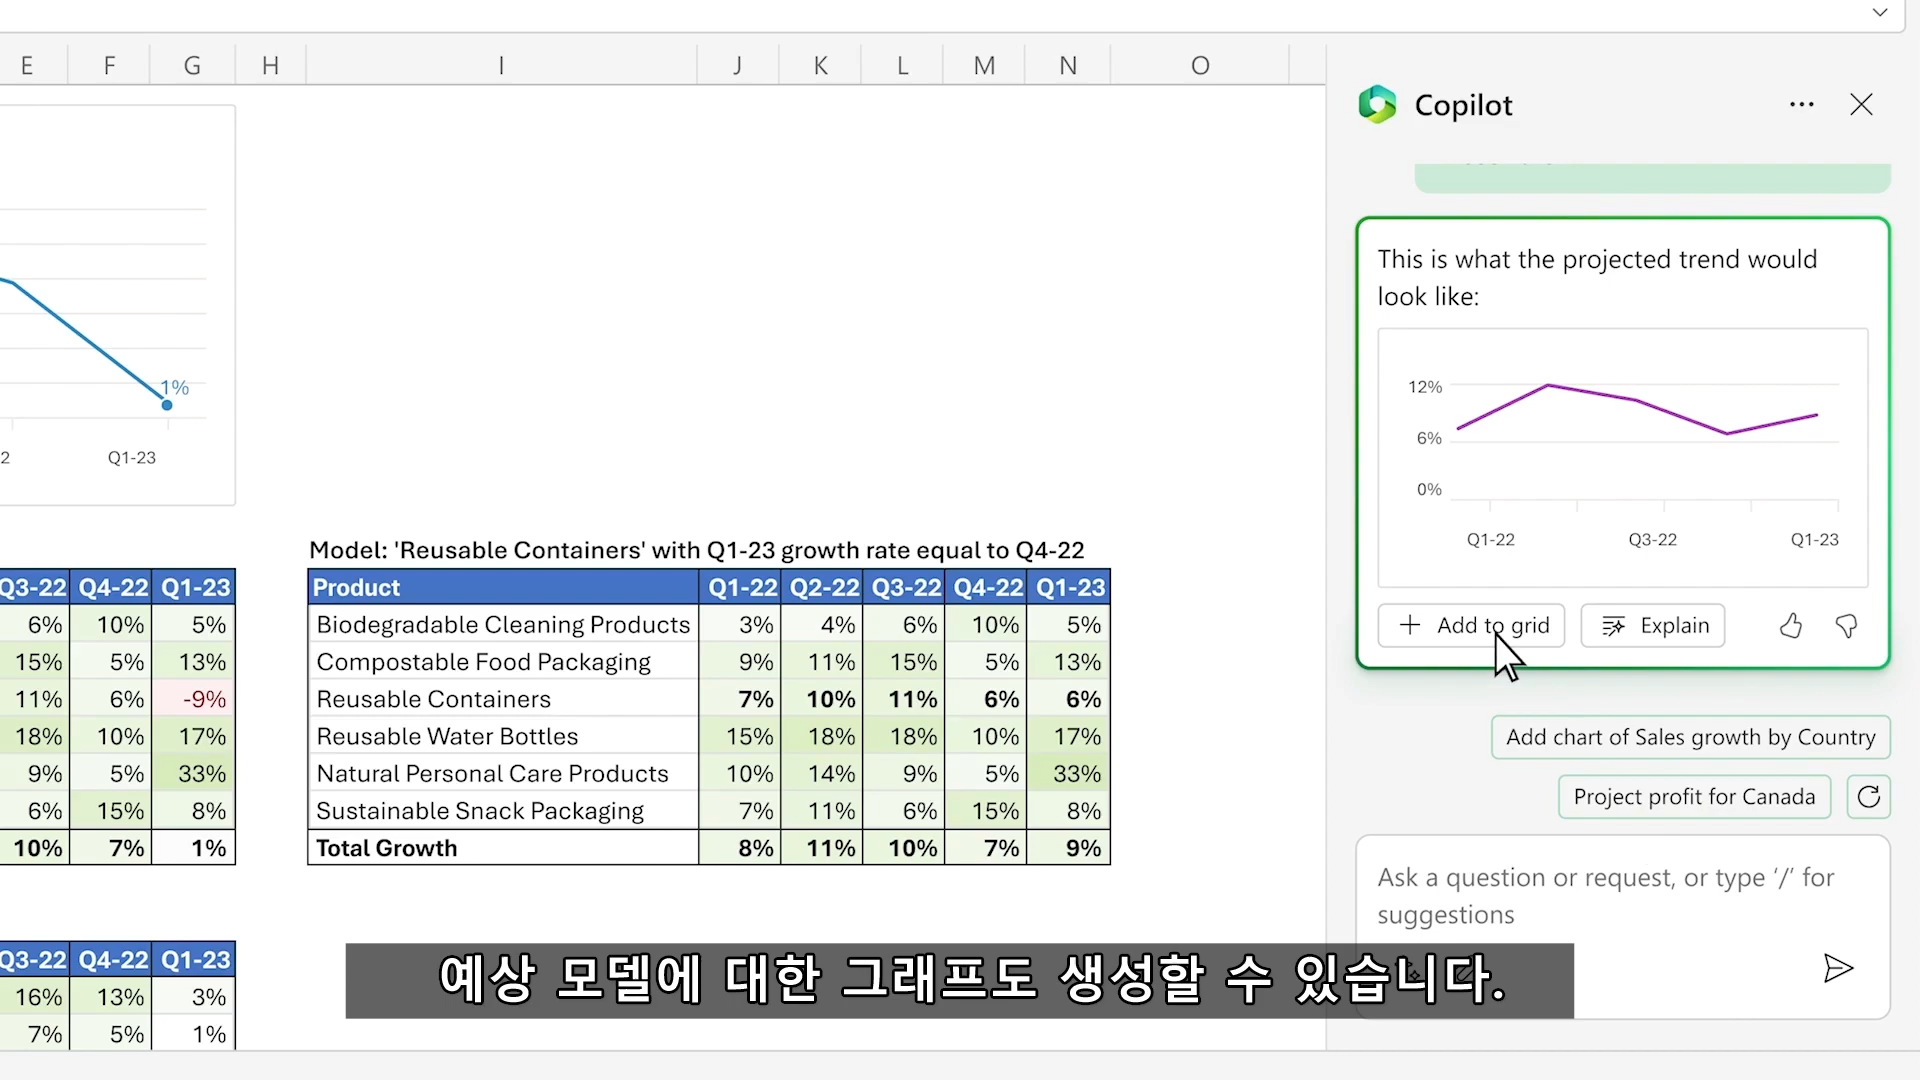 E F G H I J K L M N O
1%
2 Q1-23
Q3-22 Q4-22 Q1-23
6% 10% 5%
15% 5% 13%
11% 6% -9%
18% 10% 17%
9% 5% 33%
6% 15% 8%
10% 7% 1%
Q3-22 Q4-22 Q1-23
16% 13% 3%
7% 5% 1%
Model: 'Reusable Containers' with Q1-23 growth rate equal to Q4-22
Product Q1-22 Q2-22 Q3-22 Q4-22 Q1-23
Biodegradable Cleaning Products 3% 4% 6% 10% 5%
Compostable Food Packaging 9% 11% 15% 5% 13%
Reusable Containers 7% 10% 11% 6% 6%
Reusable Water Bottles 15% 18% 18% 10% 17%
Natural Personal Care Products 10% 14% 9% 5% 33%
Sustainable Snack Packaging 7% 11% 6% 15% 8%
Total Growth 8% 11% 10% 7% 9%
Copilot
This is what the projected trend would
look like:
12%
6%
0%
Q1-22 Q3-22 Q1-23
Add to grid Explain
Add chart of Sales growth by Country
Project profit for Canada
Ask a question or request, or type ‘/’ for
suggestions
예상 모델에 대한 그래프도 생성할 수 있습니다.